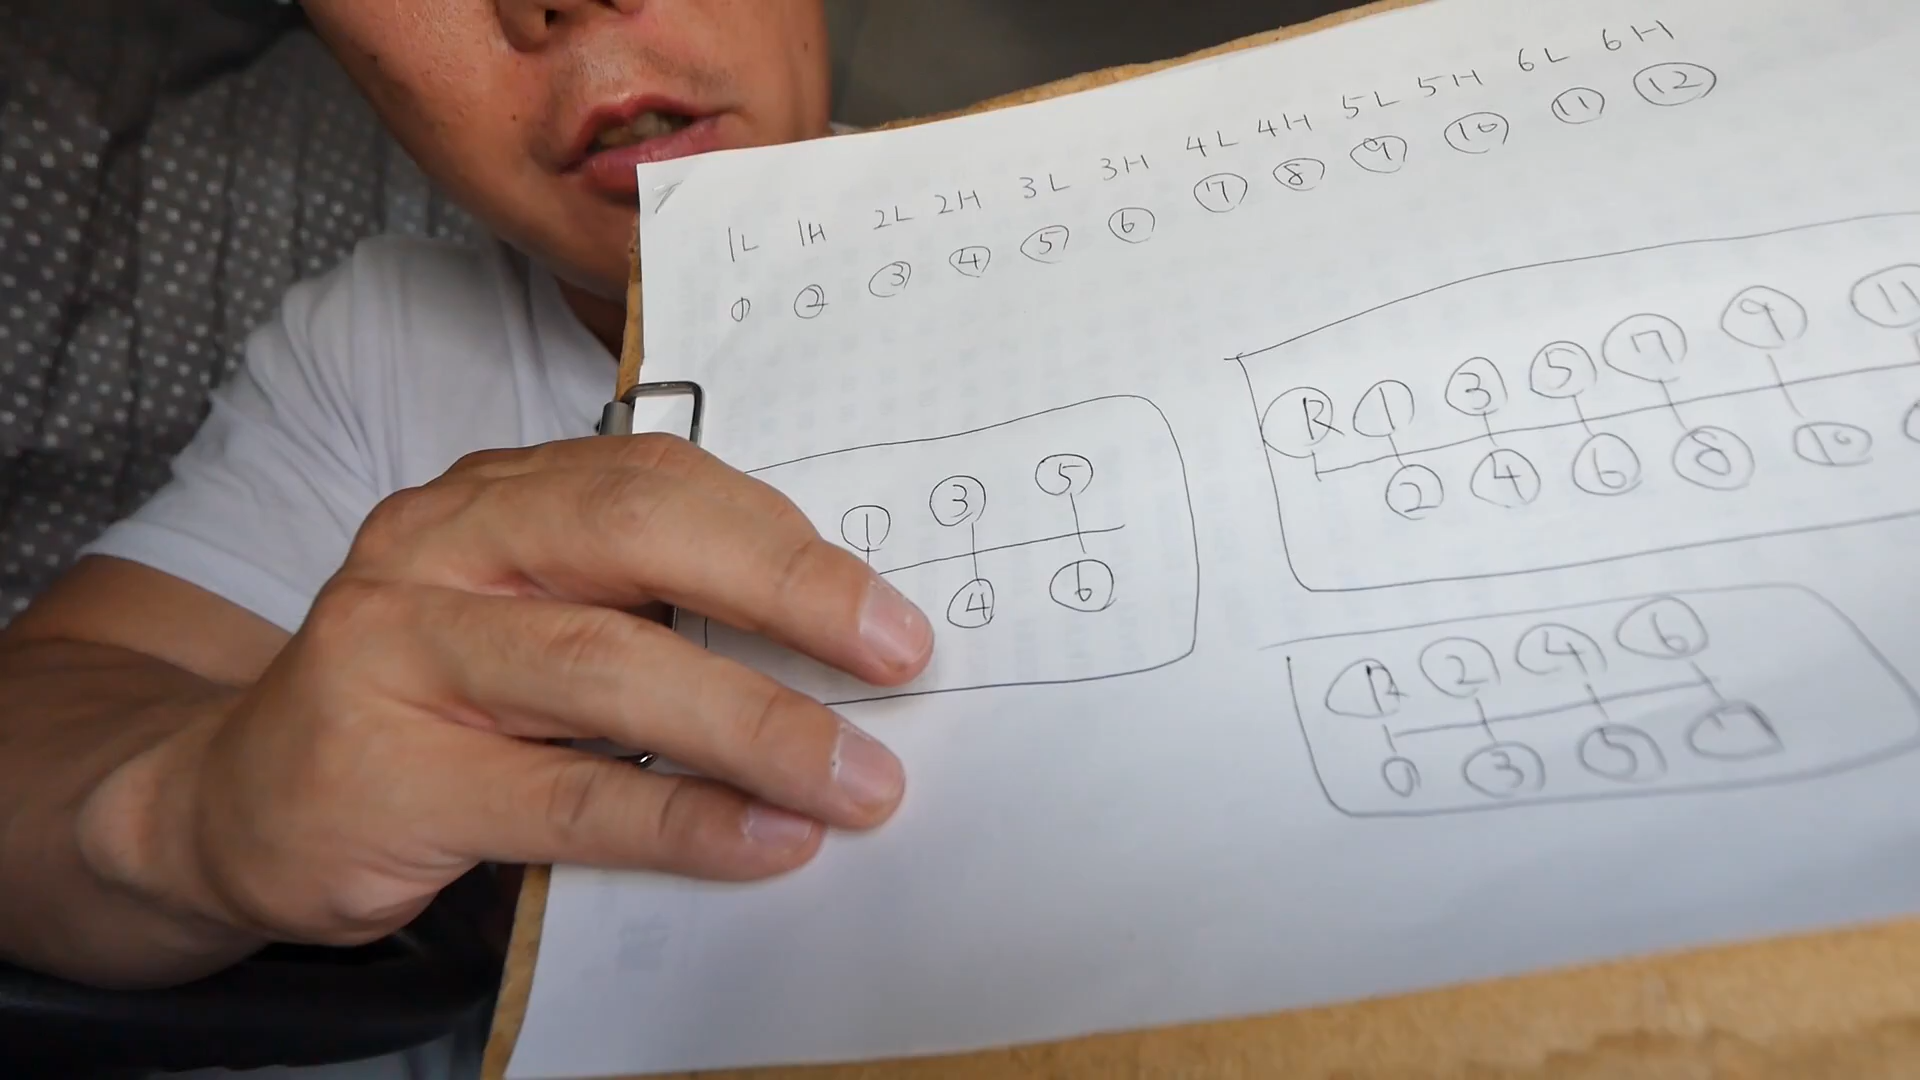 1L 1H 2L 2H 3L 3H 4L 4H 5L 5H 6L 6H
① ② ③ ④ ⑤ ⑥ ⑦ ⑧ ⑨ ⑩ ⑪ ⑫
① ③ ⑤
④ ⑥
R ① ③ ⑤ ⑦ ⑨ ⑪
② ④ ⑥ ⑧ ⑩
R ② ④ ⑥
① ③ ⑤ ⑦